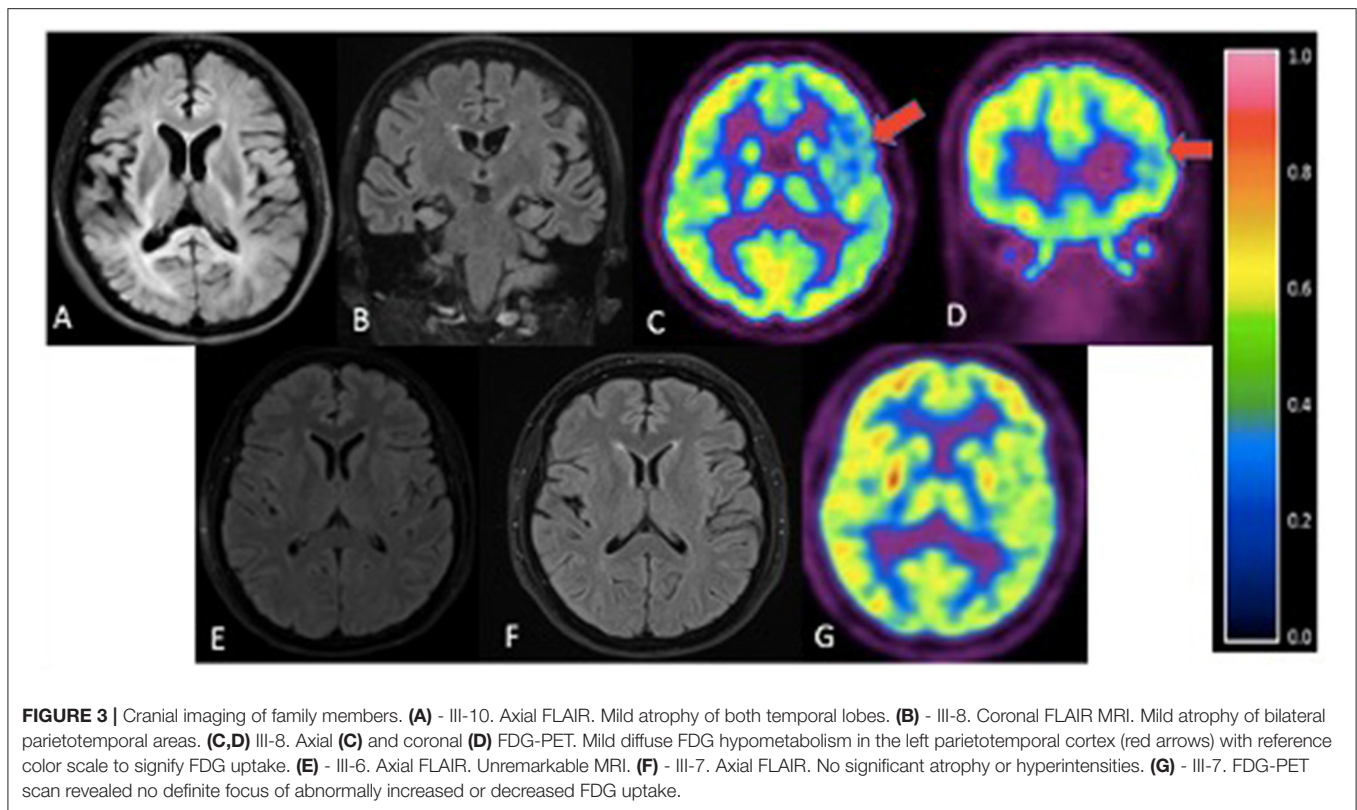 A
B
C
D
1.0
0.8
0.6
0.4
0.2
0.0
E
F
G
FIGURE 3 | Cranial imaging of family members. (A) - III-10. Axial FLAIR. Mild atrophy of both temporal lobes. (B) - III-8. Coronal FLAIR MRI. Mild atrophy of bilateral
parietotemporal areas. (C,D) III-8. Axial (C) and coronal (D) FDG-PET. Mild diffuse FDG hypometabolism in the left parietotemporal cortex (red arrows) with reference
color scale to signify FDG uptake. (E) - III-6. Axial FLAIR. Unremarkable MRI. (F) - III-7. Axial FLAIR. No significant atrophy or hyperintensities. (G) - III-7. FDG-PET
scan revealed no definite focus of abnormally increased or decreased FDG uptake.